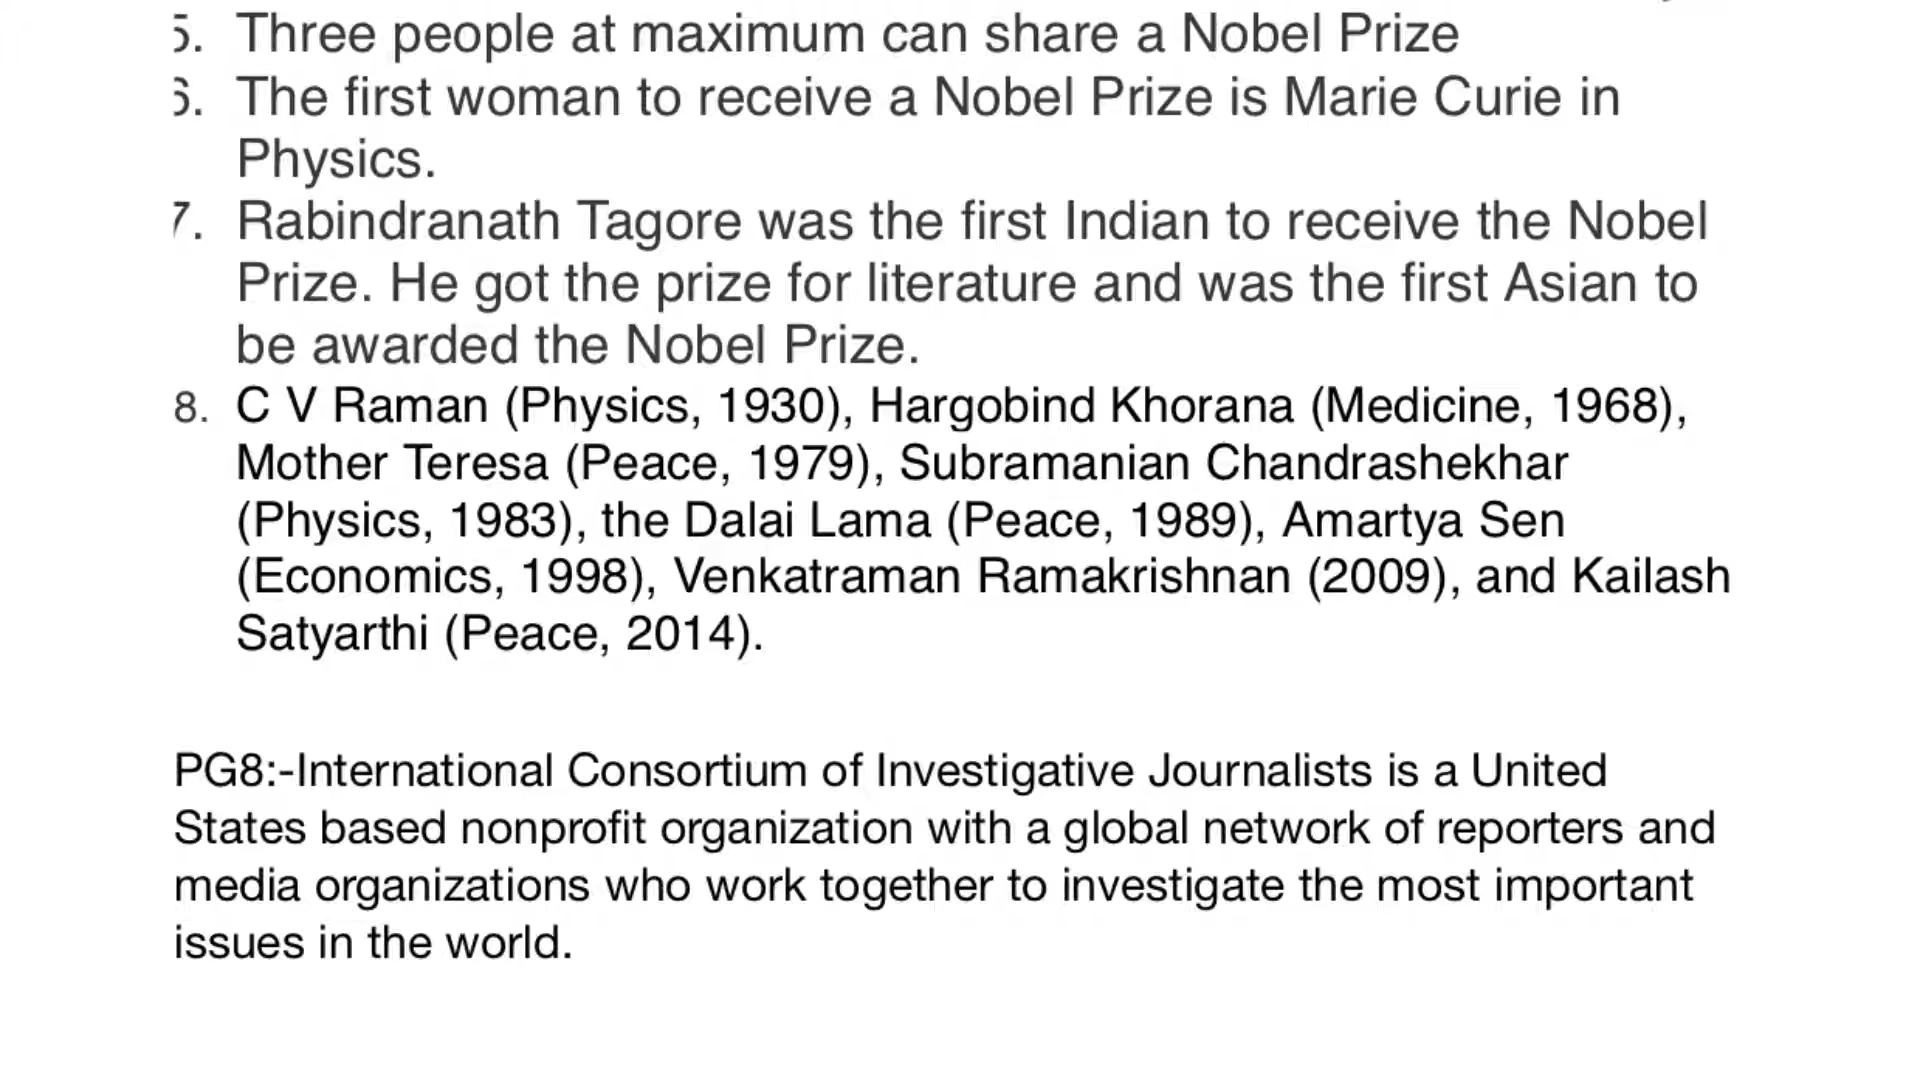 5. Three people at maximum can share a Nobel Prize
6. The first woman to receive a Nobel Prize is Marie Curie in
Physics.
7. Rabindranath Tagore was the first Indian to receive the Nobel
Prize. He got the prize for literature and was the first Asian to
be awarded the Nobel Prize.
8. C V Raman (Physics, 1930), Hargobind Khorana (Medicine, 1968),
Mother Teresa (Peace, 1979), Subramanian Chandrashekhar
(Physics, 1983), the Dalai Lama (Peace, 1989), Amartya Sen
(Economics, 1998), Venkatraman Ramakrishnan (2009), and Kailash
Satyarthi (Peace, 2014).
PG8:-International Consortium of Investigative Journalists is a United
States based nonprofit organization with a global network of reporters and
media organizations who work together to investigate the most important
issues in the world.